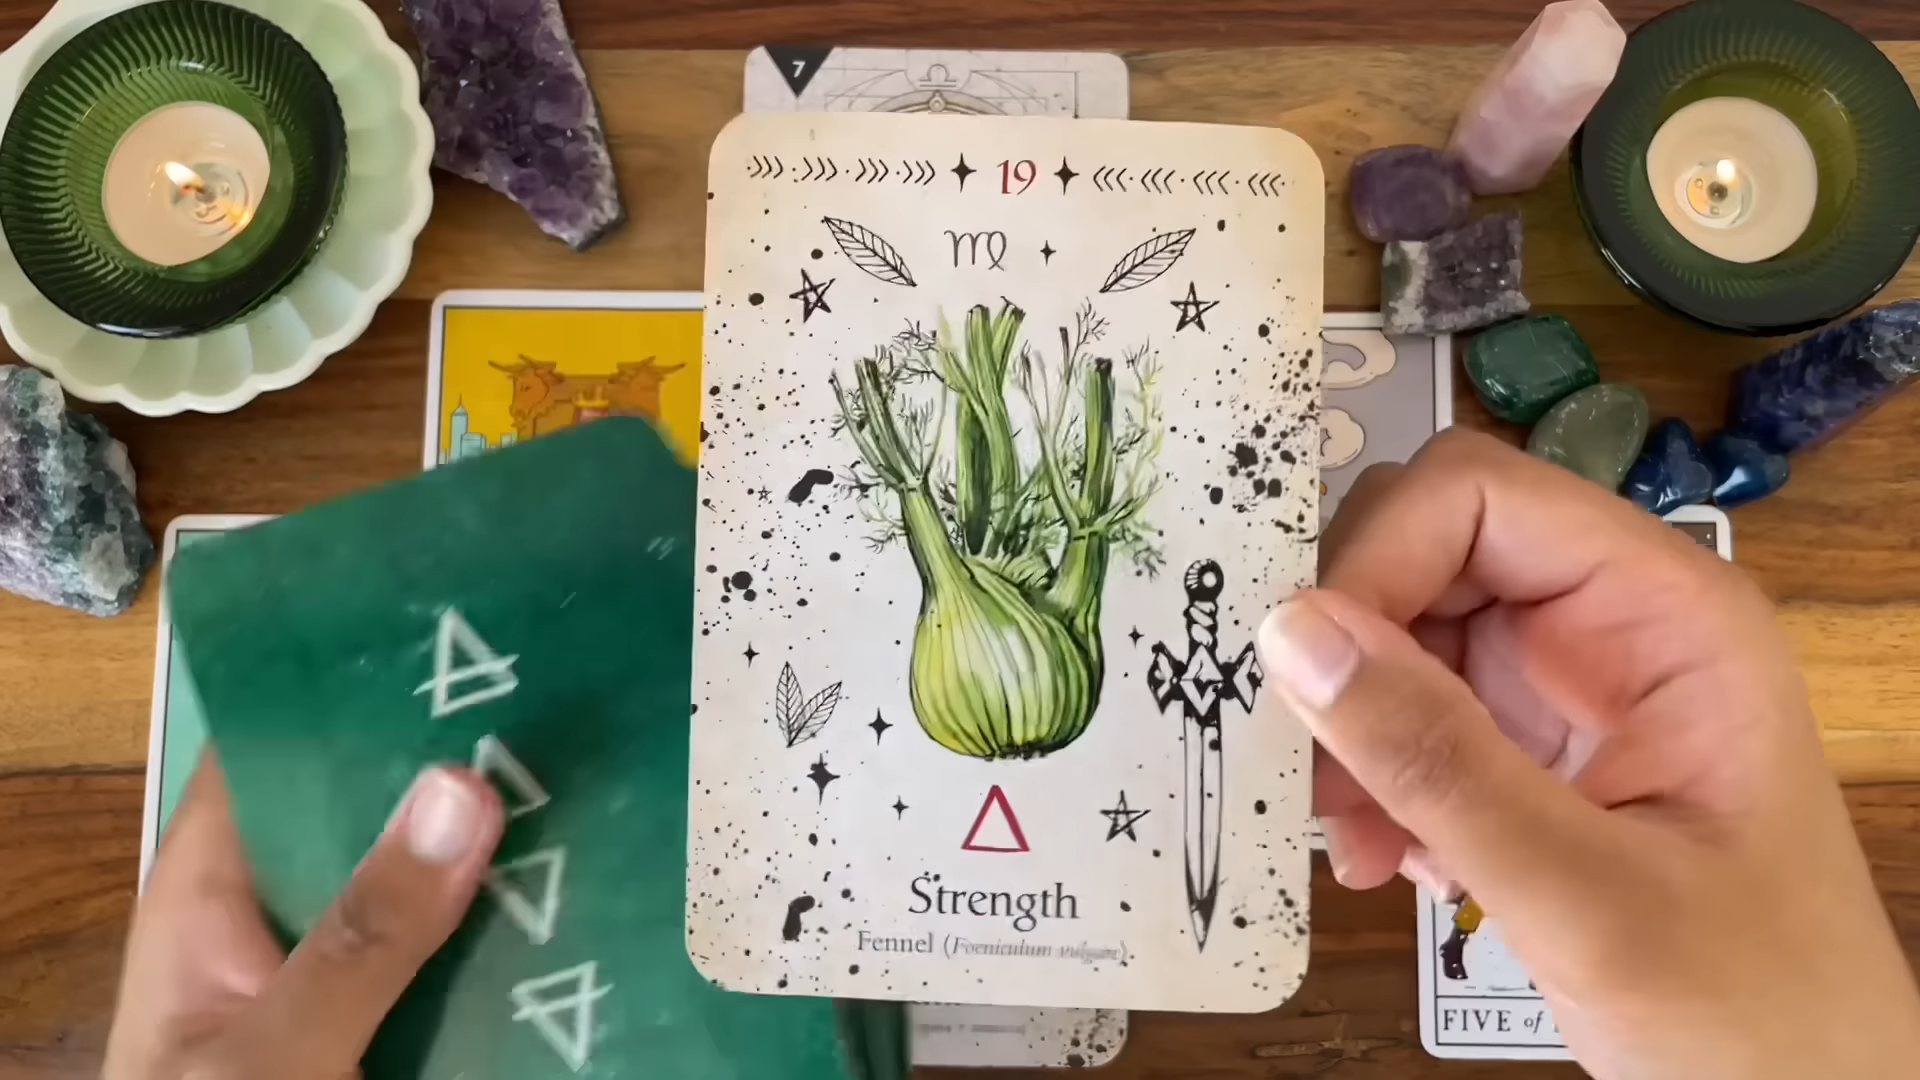 7
19
Strength
Fennel (Foeniculum vulgare)
FIVE of